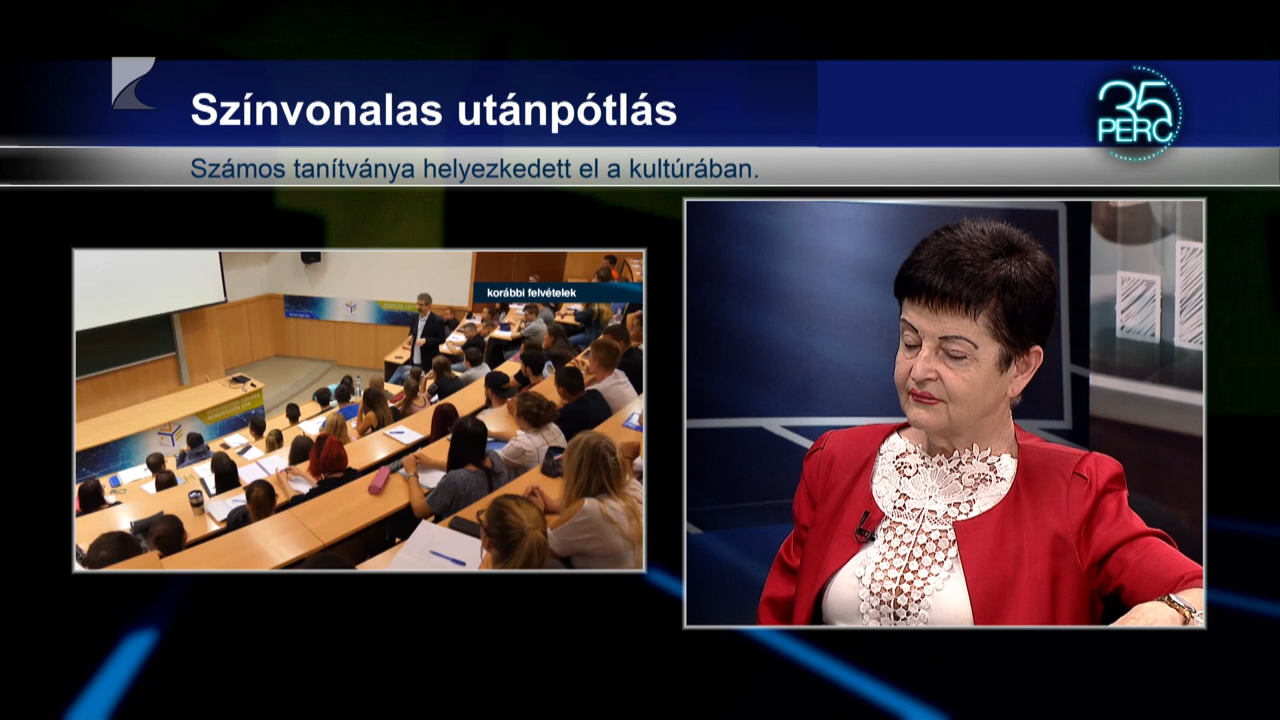 Színvonalas utánpótlás
35
PERC
Számos tanítványa helyezkedett el a kultúrában.
korábbi felvételek